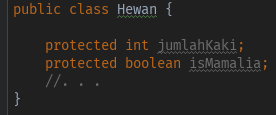 public class Hewan {
protected int jumlahKaki;
protected boolean isMamalia;
//. . .
}